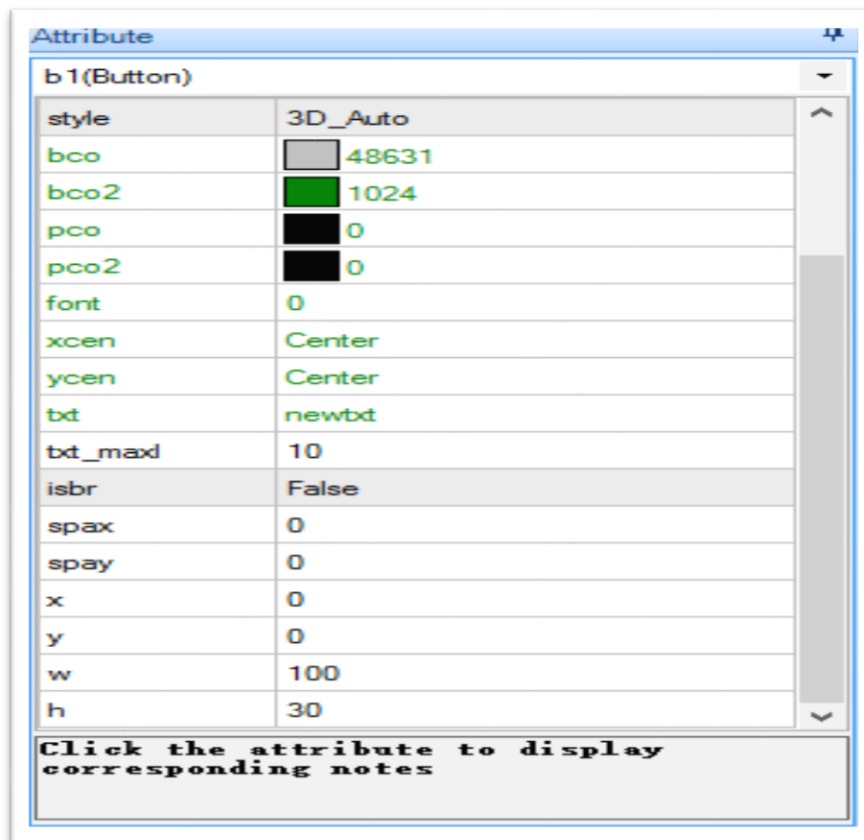 Attribute
b1(Button)
style 3D_Auto
bco 48631
bco2 1024
pco 0
pco2 0
font 0
xcen Center
ycen Center
txt newtxt
txt_maxl 10
isbr False
spax 0
spay 0
x 0
y 0
w 100
h 30
Click the attribute to display
corresponding notes